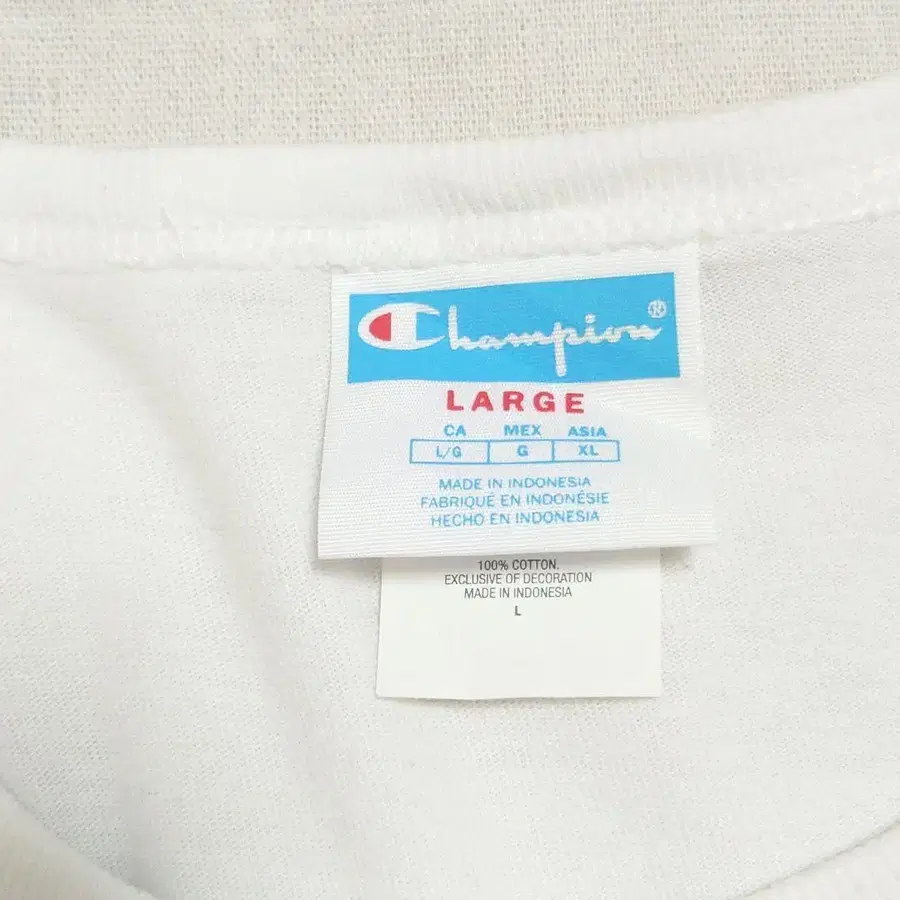 Champion®
LARGE
CA MEX ASIA
L/G G XL
MADE IN INDONESIA
FABRIQUÉ EN INDONÉSIE
HECHO EN INDONESIA
100% COTTON.
EXCLUSIVE OF DECORATION
MADE IN INDONESIA
L